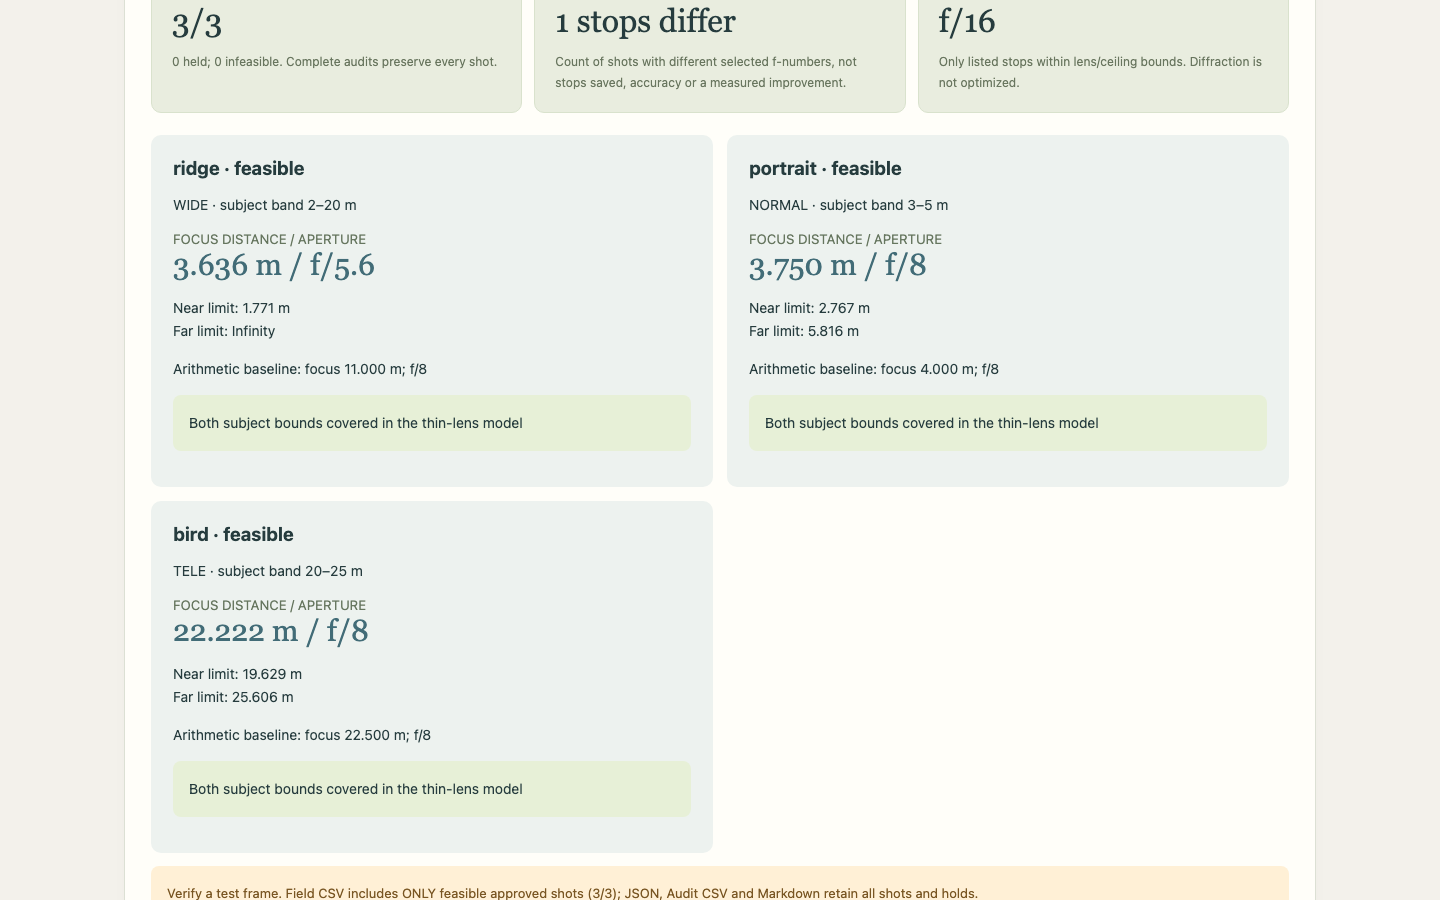 3/3
0 held; 0 infeasible. Complete audits preserve every shot.
1 stops differ
Count of shots with different selected f-numbers, not
stops saved, accuracy or a measured improvement.
f/16
Only listed stops within lens/ceiling bounds. Diffraction is
not optimized.
ridge · feasible
WIDE · subject band 2–20 m
FOCUS DISTANCE / APERTURE
3.636 m / f/5.6
Near limit: 1.771 m
Far limit: Infinity
Arithmetic baseline: focus 11.000 m; f/8
Both subject bounds covered in the thin-lens model
portrait · feasible
NORMAL · subject band 3–5 m
FOCUS DISTANCE / APERTURE
3.750 m / f/8
Near limit: 2.767 m
Far limit: 5.816 m
Arithmetic baseline: focus 4.000 m; f/8
Both subject bounds covered in the thin-lens model
bird · feasible
TELE · subject band 20–25 m
FOCUS DISTANCE / APERTURE
22.222 m / f/8
Near limit: 19.629 m
Far limit: 25.606 m
Arithmetic baseline: focus 22.500 m; f/8
Both subject bounds covered in the thin-lens model
Verify a test frame. Field CSV includes ONLY feasible approved shots (3/3); JSON, Audit CSV and Markdown retain all shots and holds.